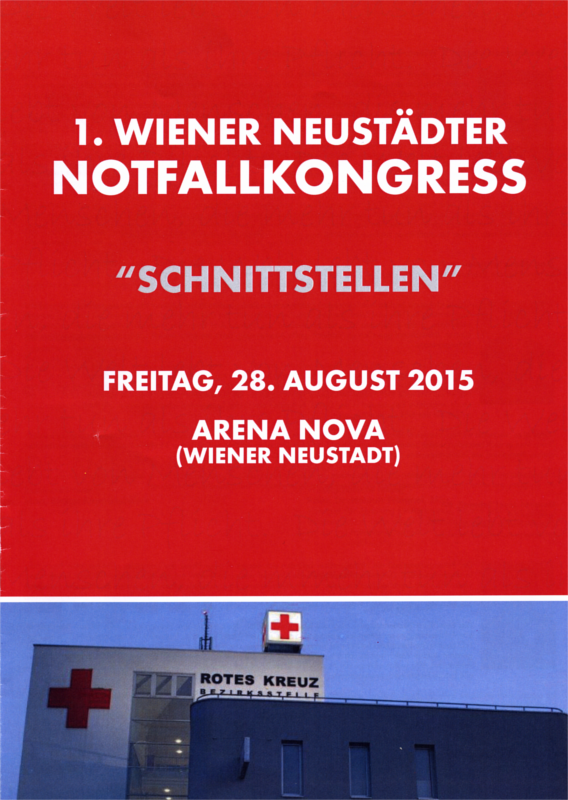 1. WIENER NEUSTÄDTER
NOTFALLKONGRESS
“SCHNITTSTELLEN”
FREITAG, 28. AUGUST 2015
ARENA NOVA
(WIENER NEUSTADT)
ROTES KREUZ
BEZIRKSSTELLE